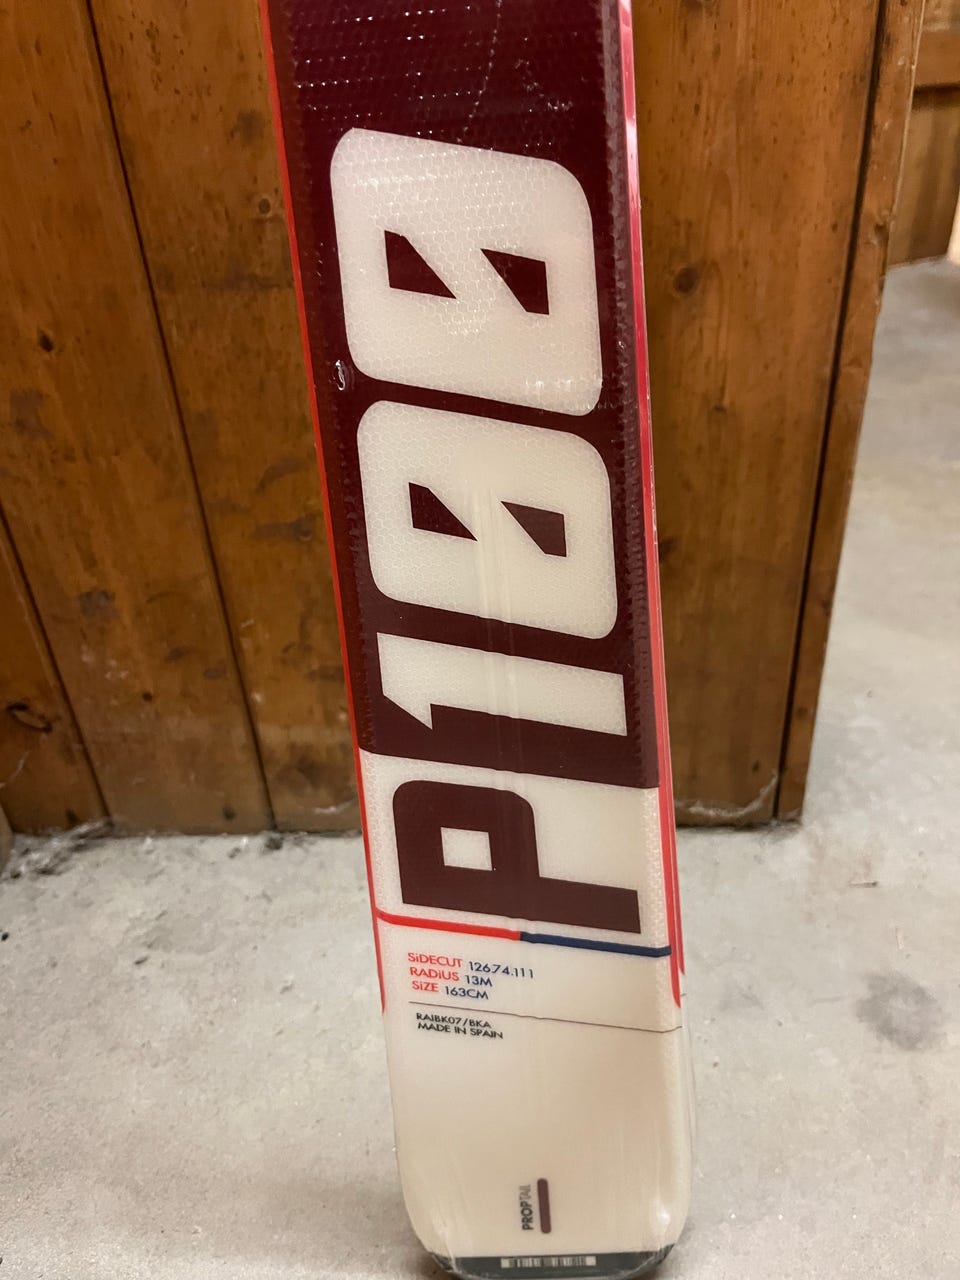 P100
SiDECUT 126.74.111
RADiUS 13M
SiZE 163CM
RAIBK07/BKA
MADE IN SPAIN
PROPTAIL